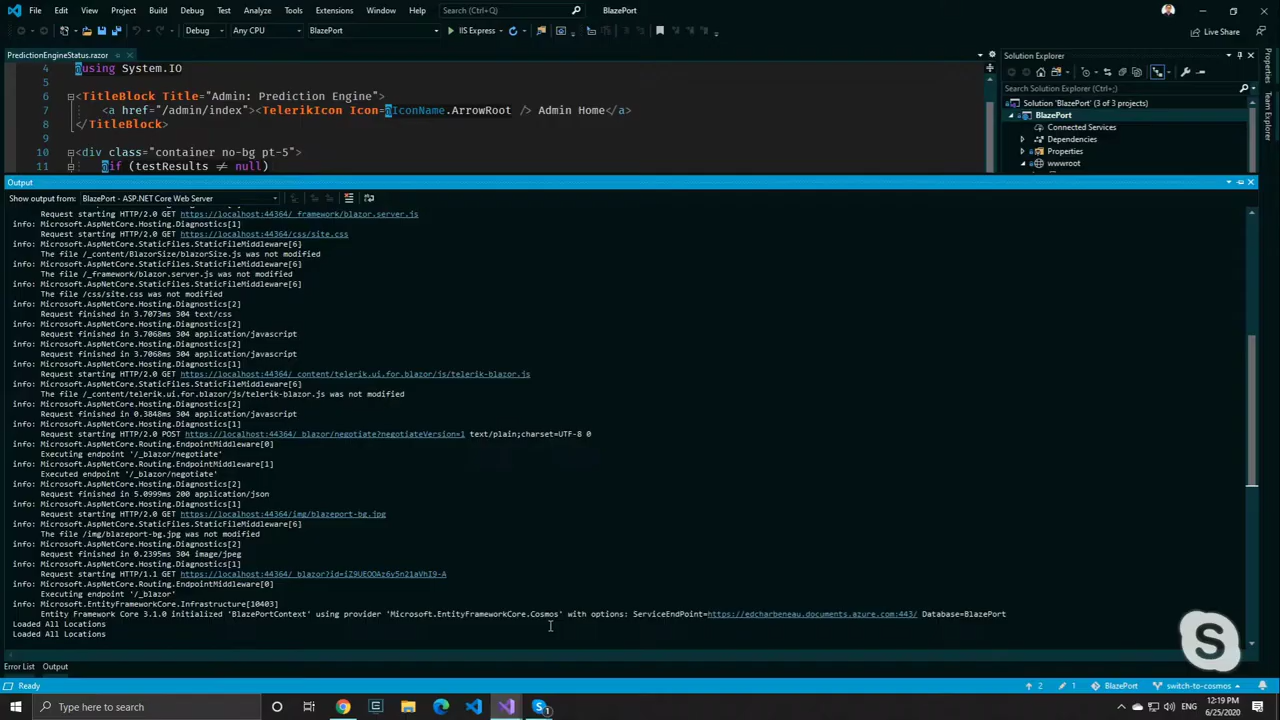 File Edit View Project Build Debug Test Analyze Tools Extensions Window Help Search (Ctrl+;) BlazePort
Debug Any CPU BlazePort IIS Express Live Share
PredictionEngineStatus.razor
Solution Explorer
4 @using System.IO
Search Solution Explorer (Ctrl+;)
5
6 <TitleBlock Title="Admin: Prediction Engine">
Solution 'BlazePort' (3 of 3 projects)
7 <a href="/admin/index"><TelerikIcon Icon=@IconName.ArrowRoot /> Admin Home</a>
BlazePort
8 </TitleBlock>
Connected Services
9
Dependencies
10 <div class="container no-bg pt-5">
Properties
11 @if (testResults ≠ null)
wwwroot
Properties
Team Explorer
Output
Show output from: BlazePort - ASP.NET Core Web Server
Request starting HTTP/2.0 GET https://localhost:44364/_framework/blazor.server.js
info: Microsoft.AspNetCore.Hosting.Diagnostics[1]
Request starting HTTP/2.0 GET https://localhost:44364/css/site.css
info: Microsoft.AspNetCore.StaticFiles.StaticFileMiddleware[6]
The file /_content/BlazorSize/blazorSize.js was not modified
info: Microsoft.AspNetCore.StaticFiles.StaticFileMiddleware[6]
The file /_framework/blazor.server.js was not modified
info: Microsoft.AspNetCore.StaticFiles.StaticFileMiddleware[6]
The file /css/site.css was not modified
info: Microsoft.AspNetCore.Hosting.Diagnostics[2]
Request finished in 3.7073ms 304 text/css
info: Microsoft.AspNetCore.Hosting.Diagnostics[2]
Request finished in 3.7068ms 304 application/javascript
info: Microsoft.AspNetCore.Hosting.Diagnostics[2]
Request finished in 3.7068ms 304 application/javascript
info: Microsoft.AspNetCore.Hosting.Diagnostics[1]
Request starting HTTP/2.0 GET https://localhost:44364/_content/telerik.ui.for.blazor/js/telerik-blazor.js
info: Microsoft.AspNetCore.StaticFiles.StaticFileMiddleware[6]
The file /_content/telerik.ui.for.blazor/js/telerik-blazor.js was not modified
info: Microsoft.AspNetCore.Hosting.Diagnostics[2]
Request finished in 0.3848ms 304 application/javascript
info: Microsoft.AspNetCore.Hosting.Diagnostics[1]
Request starting HTTP/2.0 POST https://localhost:44364/_blazor/negotiate?negotiateVersion=1 text/plain;charset=UTF-8 0
info: Microsoft.AspNetCore.Routing.EndpointMiddleware[0]
Executing endpoint '/_blazor/negotiate'
info: Microsoft.AspNetCore.Routing.EndpointMiddleware[1]
Executed endpoint '/_blazor/negotiate'
info: Microsoft.AspNetCore.Hosting.Diagnostics[2]
Request finished in 5.0999ms 200 application/json
info: Microsoft.AspNetCore.Hosting.Diagnostics[1]
Request starting HTTP/2.0 GET https://localhost:44364/img/blazeport-bg.jpg
info: Microsoft.AspNetCore.StaticFiles.StaticFileMiddleware[6]
The file /img/blazeport-bg.jpg was not modified
info: Microsoft.AspNetCore.Hosting.Diagnostics[2]
Request finished in 0.2395ms 304 image/jpeg
info: Microsoft.AspNetCore.Hosting.Diagnostics[1]
Request starting HTTP/1.1 GET https://localhost:44364/_blazor?id=iZ9UEOOAz6v5n21aVhI9-A
info: Microsoft.AspNetCore.Routing.EndpointMiddleware[0]
Executing endpoint '/_blazor'
info: Microsoft.EntityFrameworkCore.Infrastructure[10403]
Entity Framework Core 3.1.0 initialized 'BlazePortContext' using provider 'Microsoft.EntityFrameworkCore.Cosmos' with options: ServiceEndPoint=https://edcharbeneau.documents.azure.com:443/ Database=BlazePort
Loaded All Locations
Loaded All Locations
Error List Output
Ready 2 1 BlazePort switch-to-cosmos
Type here to search
12:19 PM
6/25/2020